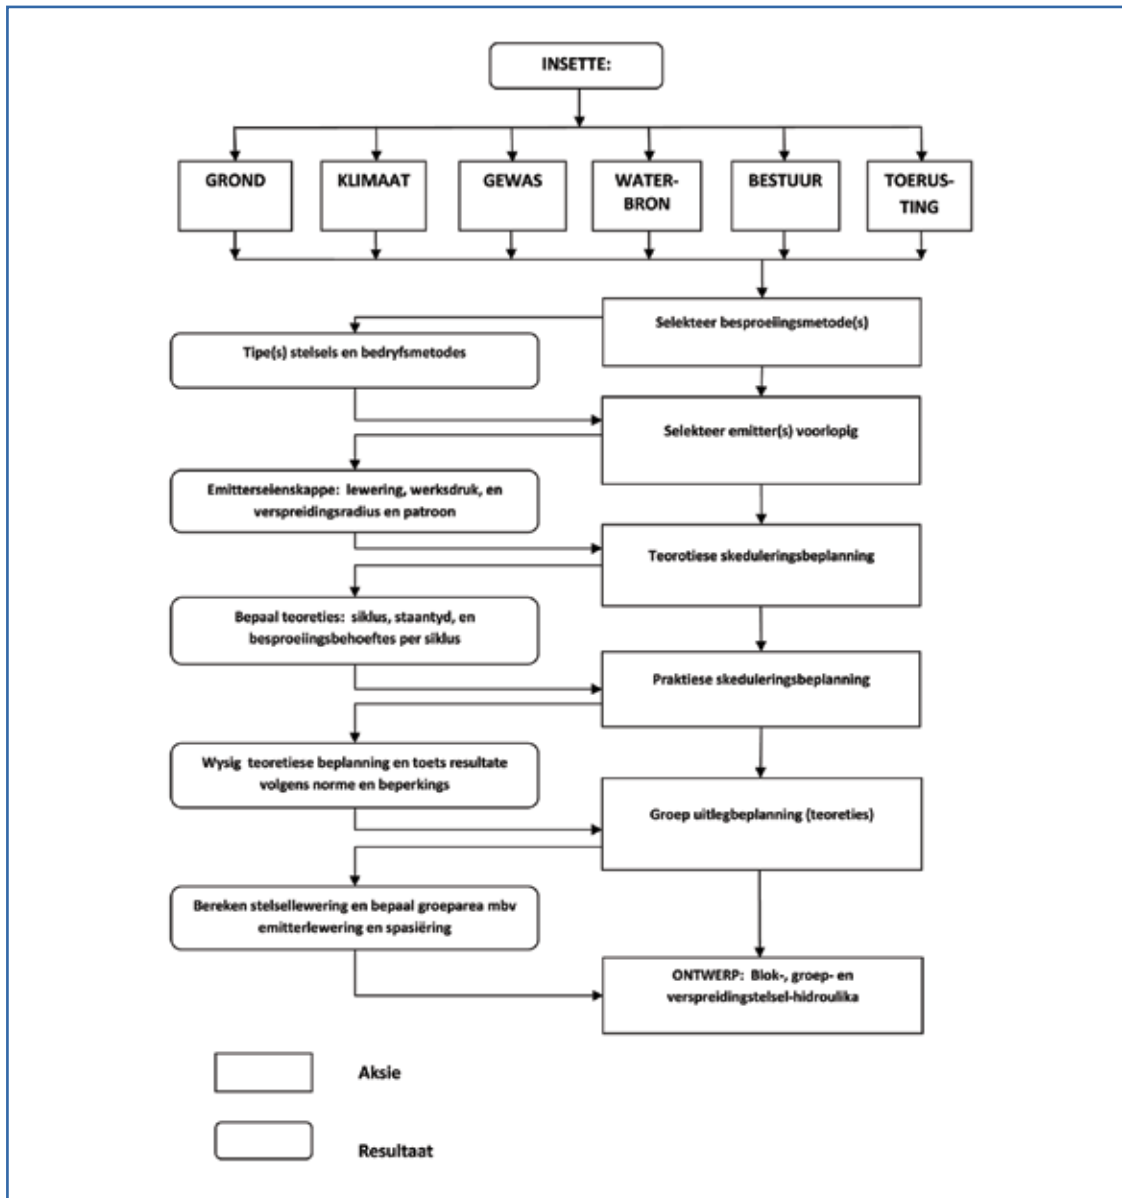 INSETTE:
GROND
KLIMAAT
GEWAS
WATER-
BRON
BESTUUR
TOERUS-
TING
Selekteer besproeiingsmetode(s)
Tipe(s) stelsels en bedryfsmetodes
Selekteer emitter(s) voorlopig
Emitterselenskappe: lewering, werksdruk, en
verspreidingsradius en patroon
Teorotiese skeduleringsbeplanning
Bepaal teoreties: siklus, staantyd, en
besproeiingsbehoeftes per siklus
Praktiese skeduleringsbeplanning
Wysig teoretiese beplanning en toets resultate
volgens norme en beperkings
Groep uitlegbeplanning (teoreties)
Bereken stelsellewering en bepaal groeparea mbv
emitterlewering en spasiëring
ONTWERP: Blok-, groep- en
verspreidingstelsel-hidroulika
Aksie
Resultaat